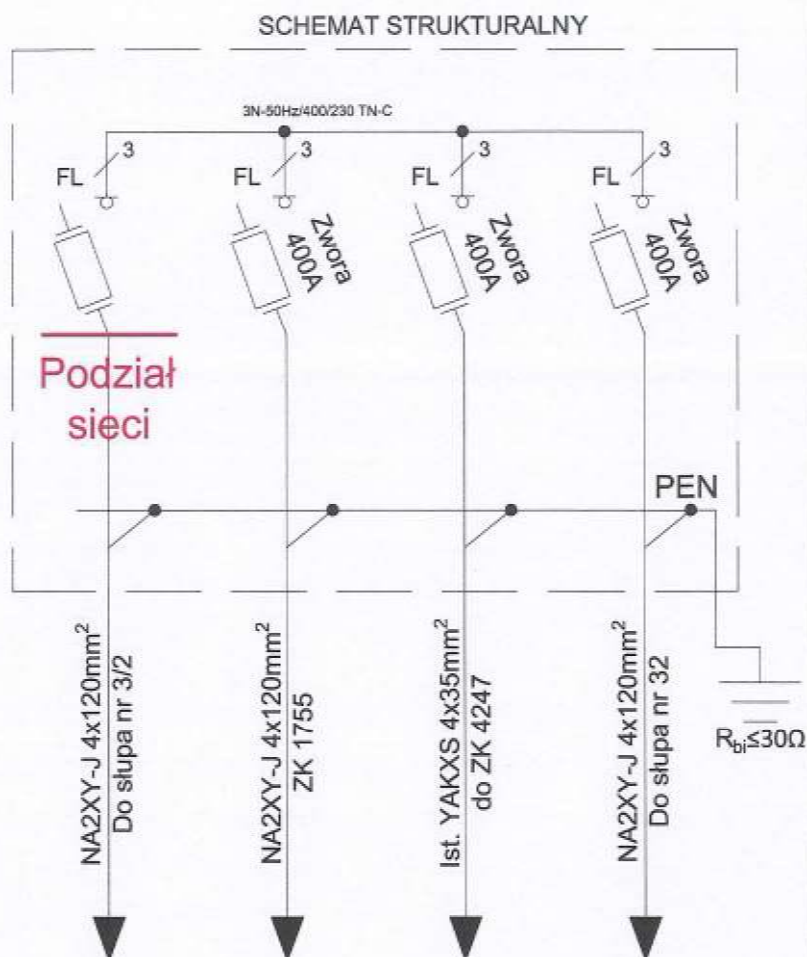 SCHEMAT STRUKTURALNY
3N-50Hz/400/230 TN-C
3
3
3
3
FL
FL
FL
FL
Zwora
400A
Zwora
400A
Zwora
400A
Podział
sieci
PEN
NA2XY-J 4x120mm²
Do słupa nr 3/2
NA2XY-J 4x120mm²
ZK 1755
Ist. YAKXS 4x35mm²
do ZK 4247
NA2XY-J 4x120mm²
Do słupa nr 32
Rbi≤30Ω